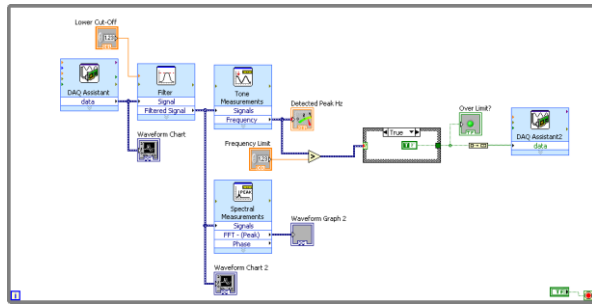 Lower Cut-Off
DAQ Assistant
data
Filter
Signal
Filtered Signal
Waveform Chart
Tone
Measurements
Signals
Frequency
Detected Peak Hz
Frequency Limit
True
Over Limit?
DAQ Assistant2
data
Spectral
Measurements
Signals
FFT - (Peak)
Phase
Waveform Graph 2
Waveform Chart 2
i